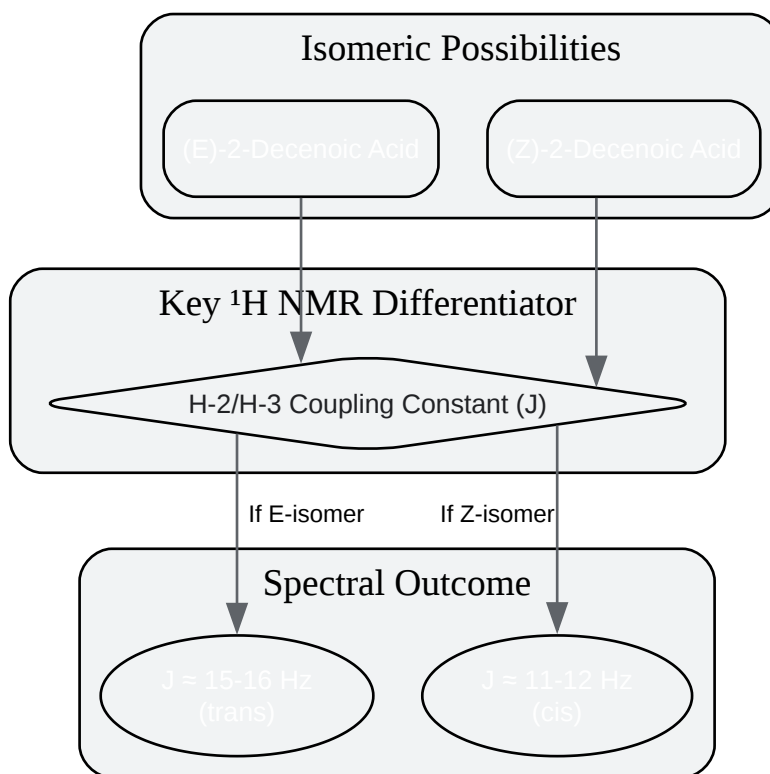 Isomeric Possibilities
(E)-2-Decenoic Acid
(Z)-2-Decenoic Acid
Key ¹H NMR Differentiator
H-2/H-3 Coupling Constant (J)
If E-isomer
If Z-isomer
Spectral Outcome
J ≈ 15-16 Hz
(trans)
J ≈ 11-12 Hz
(cis)